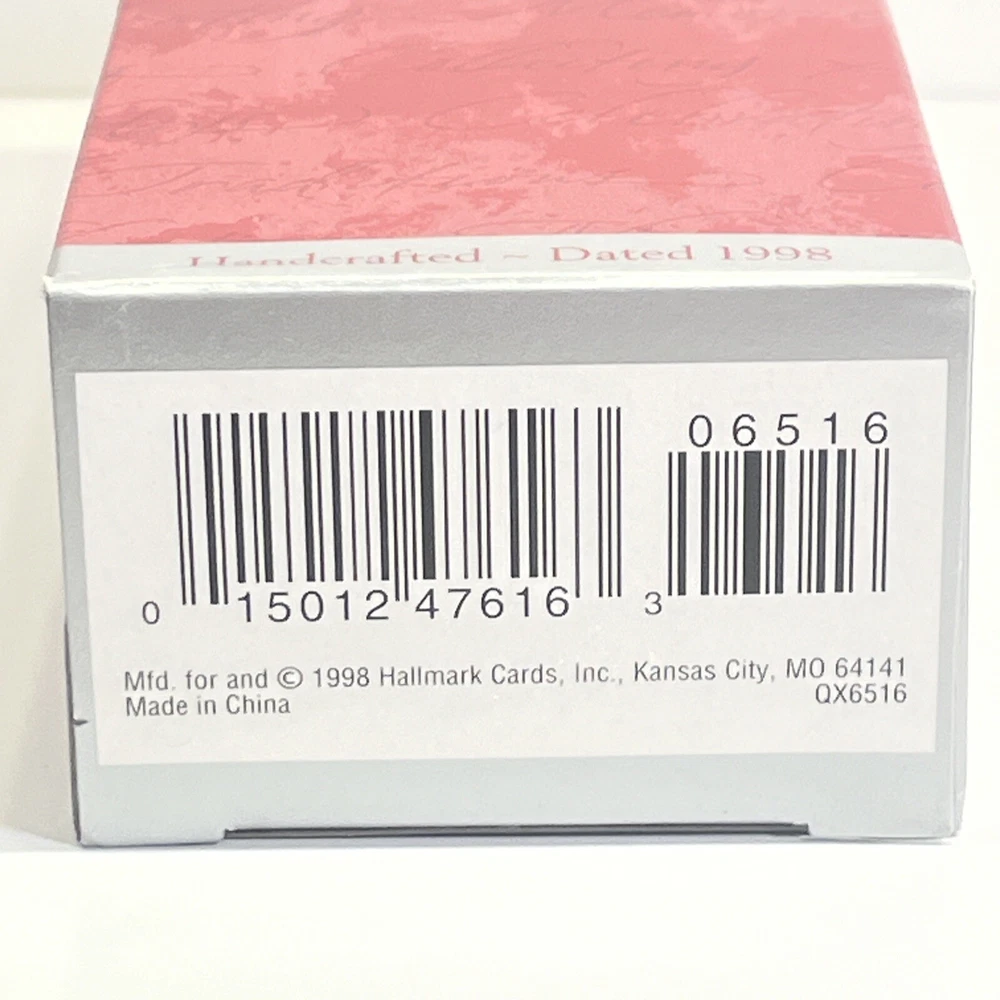 Handcrafted ~ Dated 1998
06516
0 15012 47616 3
Mfd. for and © 1998 Hallmark Cards, Inc., Kansas City, MO 64141
QX6516
Made in China